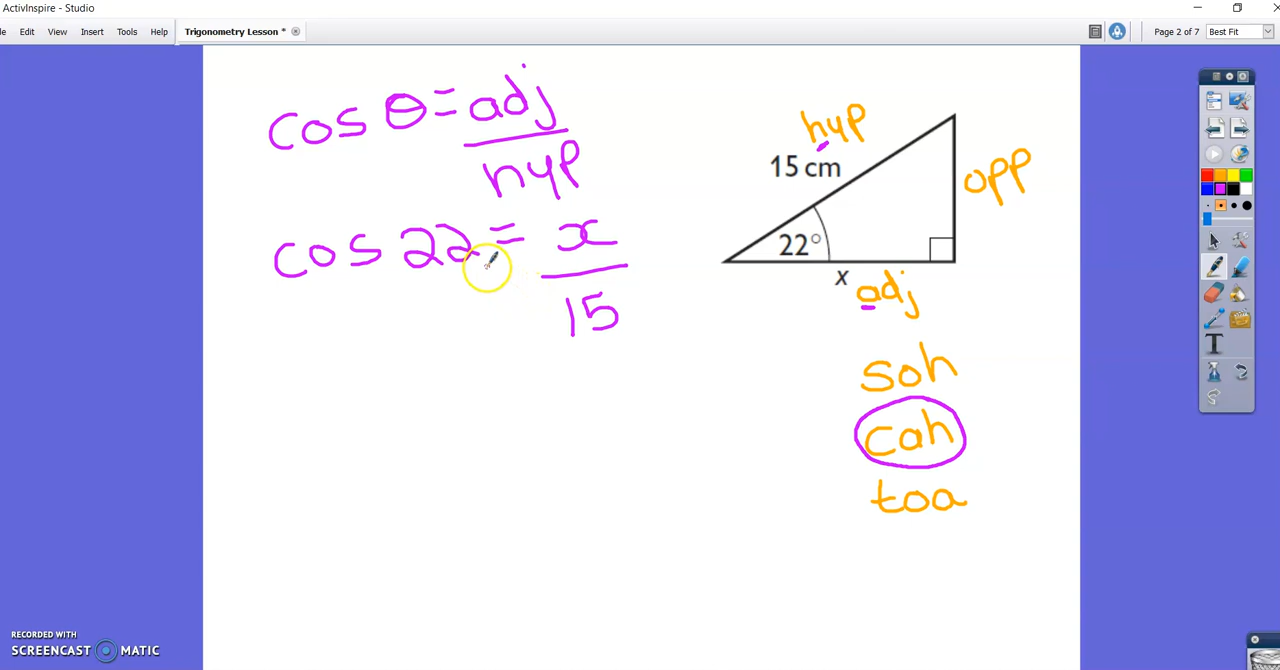 ActivInspire - Studio
le Edit View Insert Tools Help Trigonometry Lesson * Page 2 of 7 Best Fit
cos θ = adj
hyp
cos 22 = x
15
hyp
15 cm
opp
22°
x
adj
soh
cah
toa
T
RECORDED WITH
SCREENCAST MATIC